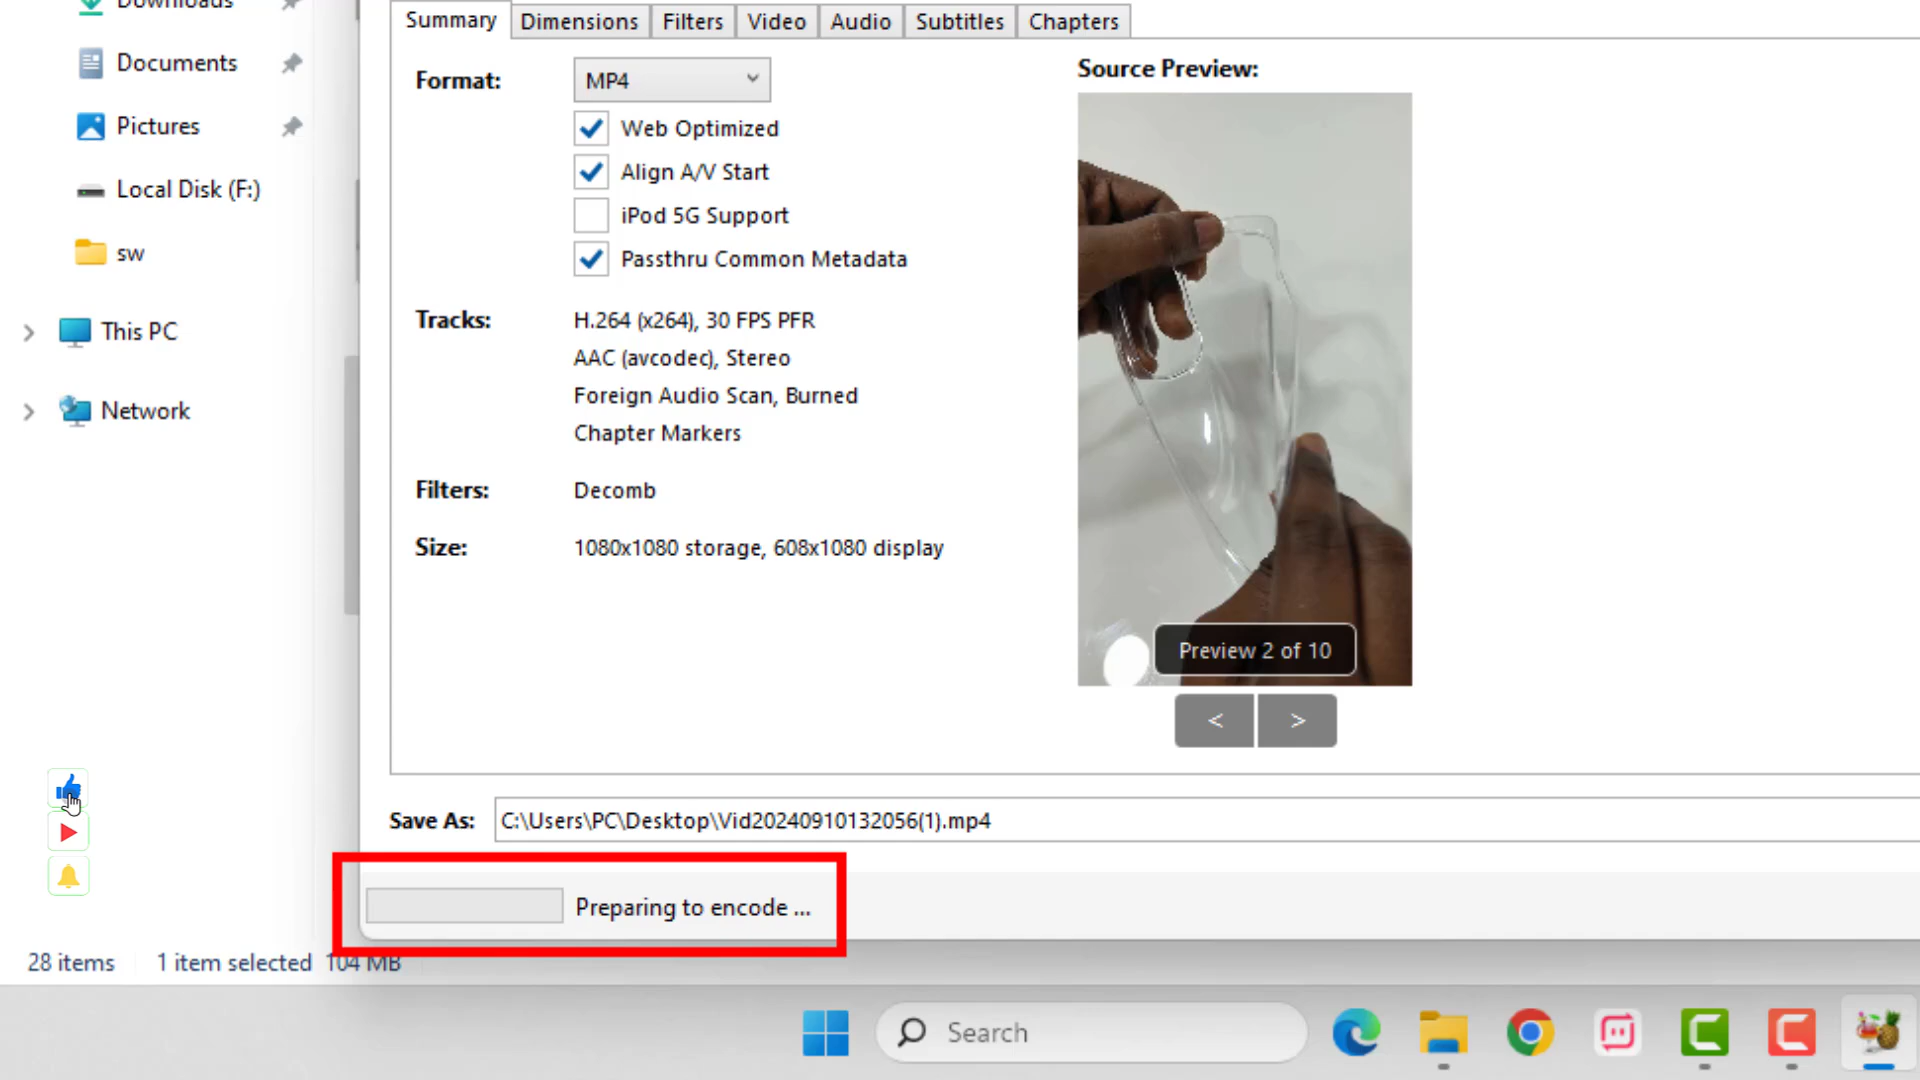 Downloads
Documents
Pictures
Local Disk (F:)
sw
This PC
Network
28 items 1 item selected 104 MB
Summary Dimensions Filters Video Audio Subtitles Chapters
Format: MP4
Web Optimized
Align A/V Start
iPod 5G Support
Passthru Common Metadata
Tracks: H.264 (x264), 30 FPS PFR
AAC (avcodec), Stereo
Foreign Audio Scan, Burned
Chapter Markers
Filters: Decomb
Size: 1080x1080 storage, 608x1080 display
Source Preview:
Preview 2 of 10
< >
Save As: C:\Users\PC\Desktop\Vid20240910132056(1).mp4
Preparing to encode ...
Search